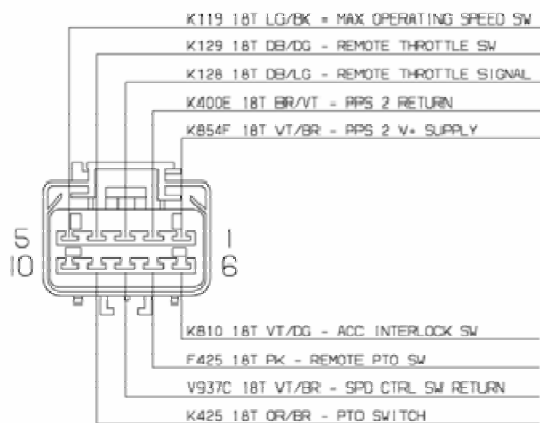 K119 18T LG/BK = MAX OPERATING SPEED SW
K129 18T DB/DG - REMOTE THROTTLE SW
K128 18T DB/LG - REMOTE THROTTLE SIGNAL
K400E 18T BR/VT - PPS 2 RETURN
K854F 18T VT/BR - PPS 2 V+ SUPPLY
5 1
10 6
K810 18T VT/DG - ACC INTERLOCK SW
F425 18T PK - REMOTE PTO SW
V937C 18T VT/BR - SPD CTRL SW RETURN
K425 18T OR/BR - PTO SWITCH